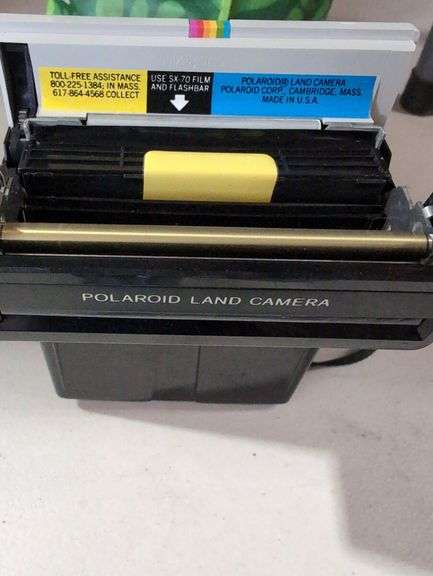 TOLL-FREE ASSISTANCE
800-225-1384; IN MASS.
617-864-4568 COLLECT
USE SX-70 FILM
AND FLASHBAR
POLAROID® LAND CAMERA
POLAROID CORP., CAMBRIDGE, MASS.
MADE IN U.S.A.
POLAROID LAND CAMERA